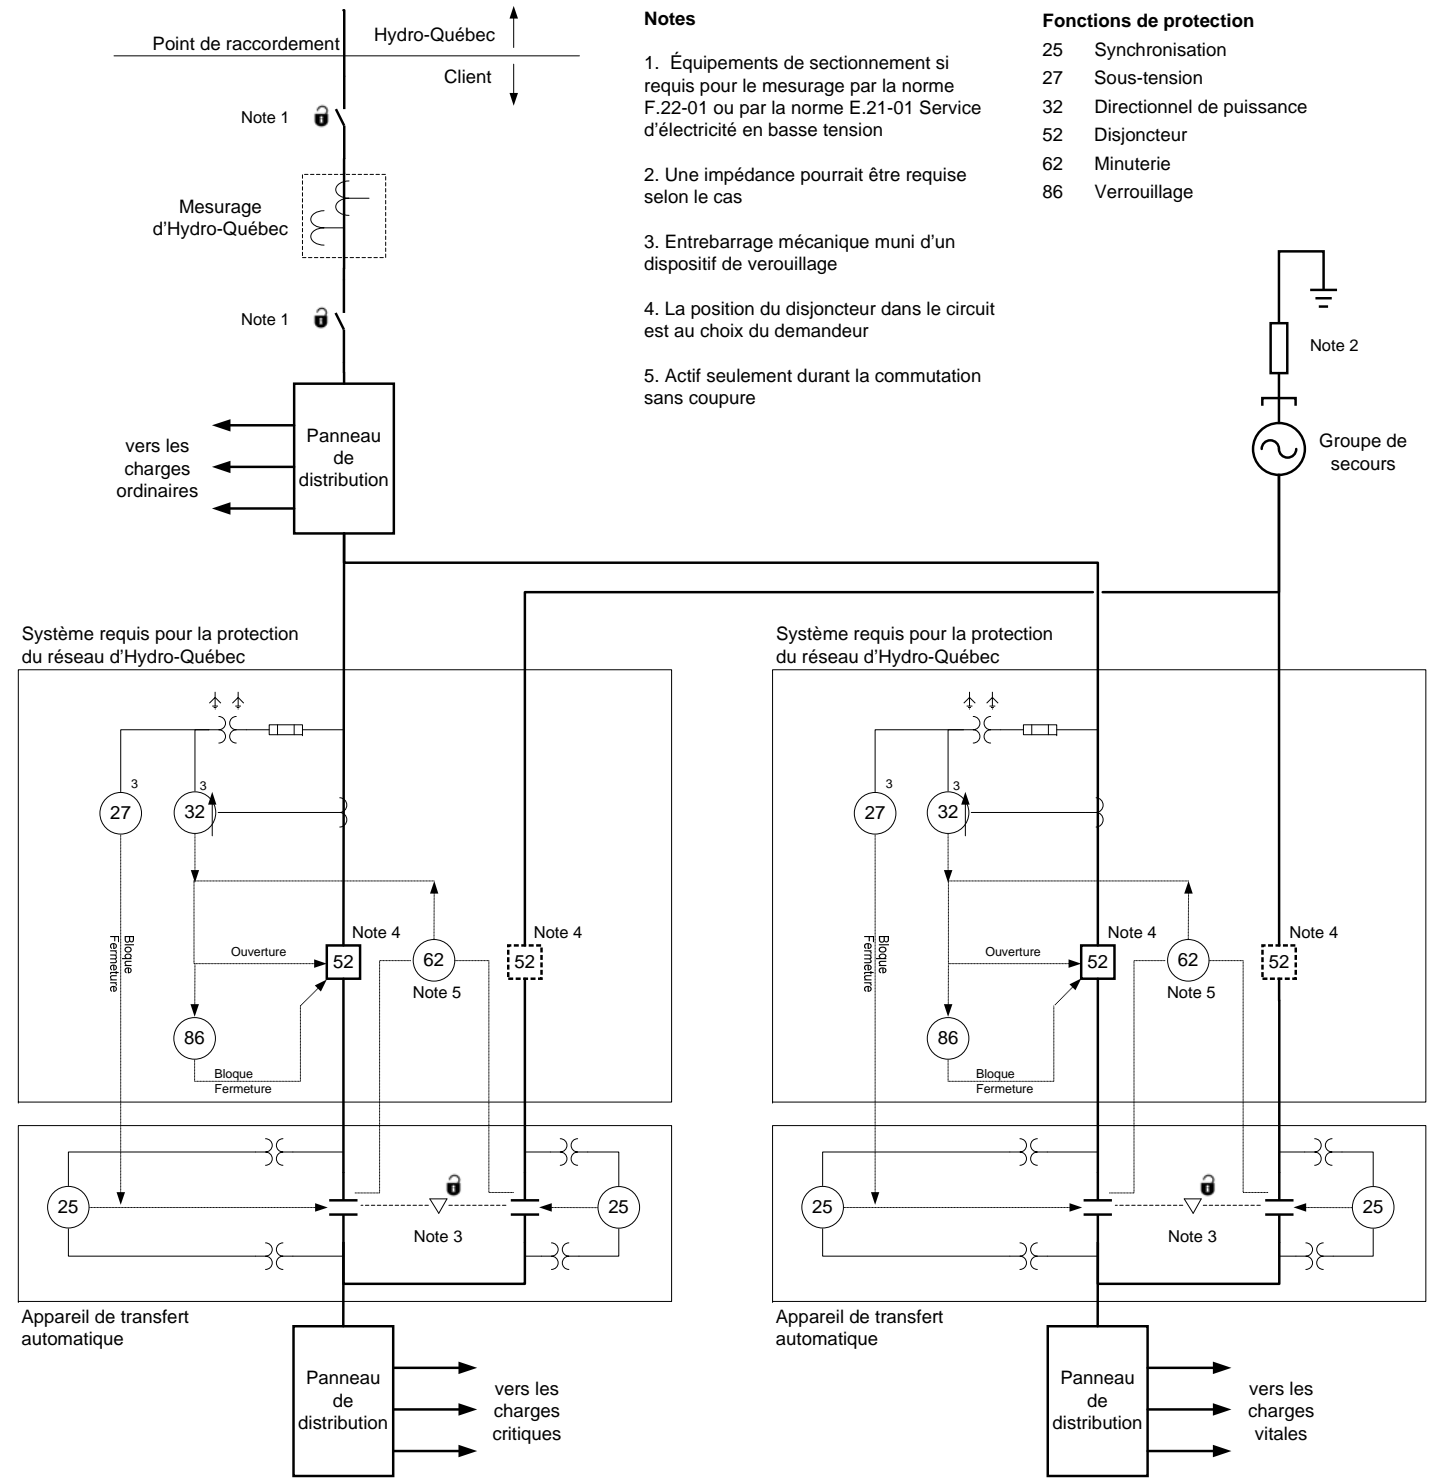 Point de raccordement
Hydro-Québec
Client
Note 1
Mesurage
d'Hydro-Québec
Note 1
Panneau
de
distribution
vers les
charges
ordinaires
Notes
1. Équipements de sectionnement si
requis pour le mesurage par la norme
F.22-01 ou par la norme E.21-01 Service
d'électricité en basse tension
2. Une impédance pourrait être requise
selon le cas
3. Entrebarrage mécanique muni d'un
dispositif de verouillage
4. La position du disjoncteur dans le circuit
est au choix du demandeur
5. Actif seulement durant la commutation
sans coupure
Fonctions de protection
25 Synchronisation
27 Sous-tension
32 Directionnel de puissance
52 Disjoncteur
62 Minuterie
86 Verrouillage
Note 2
Groupe de
secours
Système requis pour la protection
du réseau d'Hydro-Québec
3
3
27
32
Bloque
Fermeture
Ouverture
Note 4
52
62
Note 5
Note 4
52
86
Bloque
Fermeture
25
25
Note 3
Appareil de transfert
automatique
Panneau
de
distribution
vers les
charges
critiques
Système requis pour la protection
du réseau d'Hydro-Québec
3
3
27
32
Bloque
Fermeture
Ouverture
Note 4
52
62
Note 5
Note 4
52
86
Bloque
Fermeture
25
25
Note 3
Appareil de transfert
automatique
Panneau
de
distribution
vers les
charges
vitales